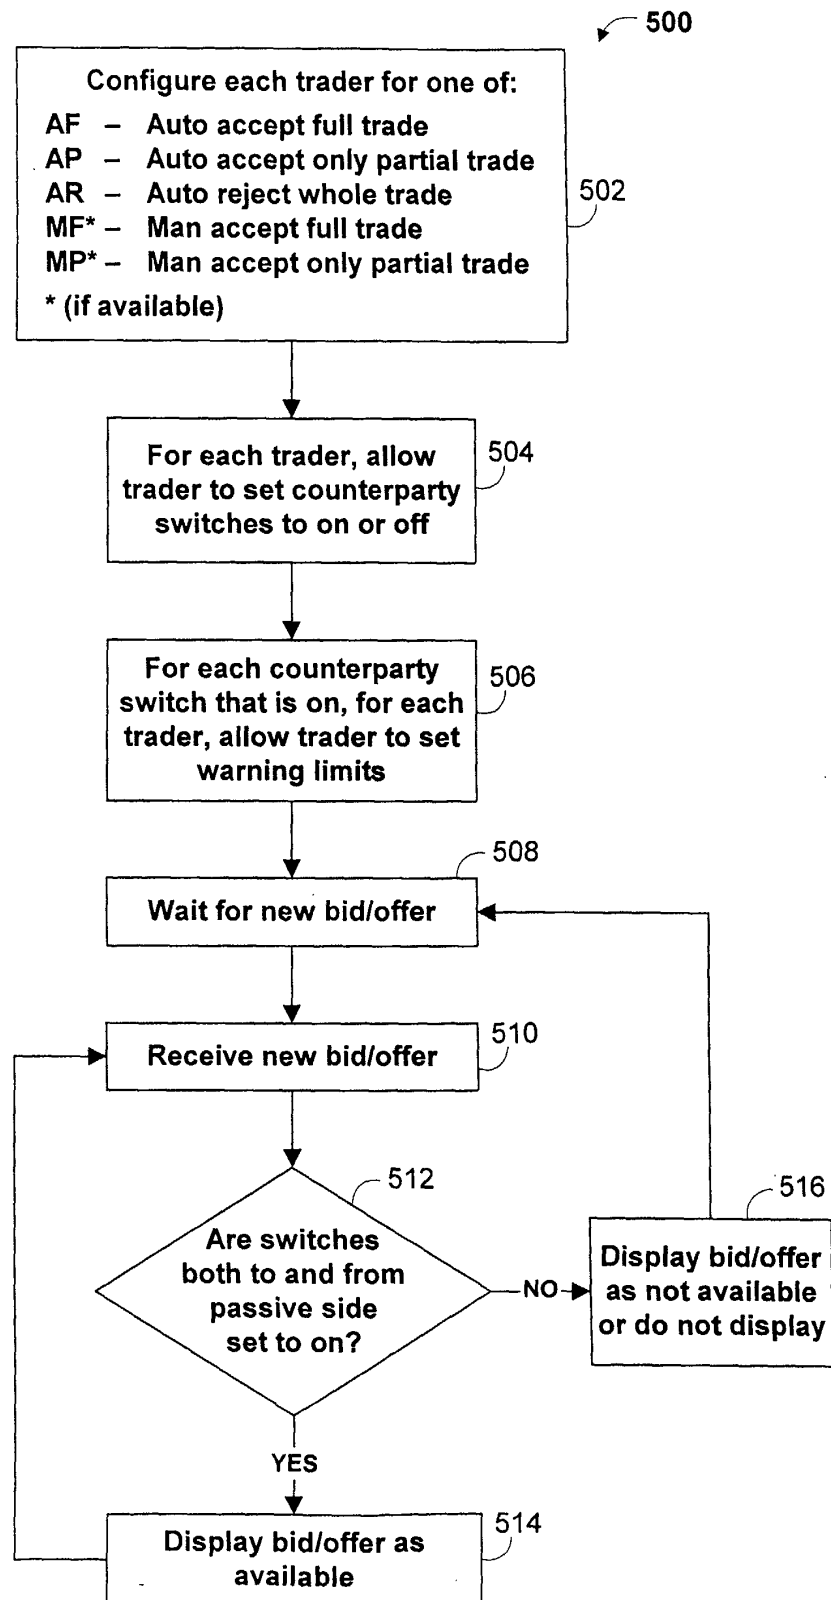 500
Configure each trader for one of:
AF – Auto accept full trade
AP – Auto accept only partial trade
AR – Auto reject whole trade
MF* – Man accept full trade
MP* – Man accept only partial trade
* (if available)
502
For each trader, allow
trader to set counterparty
switches to on or off
504
For each counterparty
switch that is on, for each
trader, allow trader to set
warning limits
506
508
Wait for new bid/offer
Receive new bid/offer
510
512
Are switches
both to and from
passive side
set to on?
NO
516
Display bid/offer
as not available
or do not display
YES
Display bid/offer as
available
514